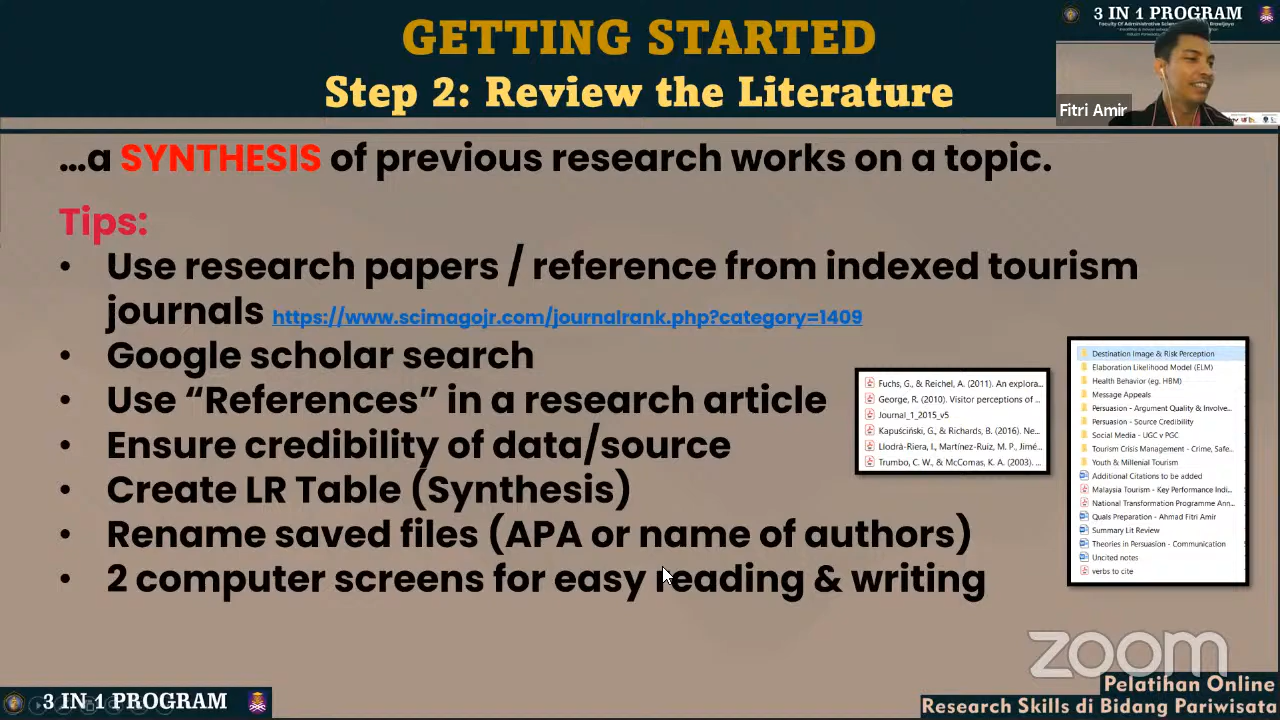 GETTING STARTED
Step 2: Review the Literature
3 IN 1 PROGRAM
Fitri Amir
...a SYNTHESIS of previous research works on a topic.
Tips:
• Use research papers / reference from indexed tourism
journals https://www.scimagojr.com/journalrank.php?category=1409
• Google scholar search
• Use “References” in a research article
• Ensure credibility of data/source
• Create LR Table (Synthesis)
• Rename saved files (APA or name of authors)
• 2 computer screens for easy reading & writing
Fuchs, G., & Reichel, A. (2011). An explora...
George, R. (2010). Visitor perceptions of ...
Journal_1_2015_v5
Kapuściński, G., & Richards, B. (2016). Ne...
Llodrá-Riera, I., Martínez-Ruiz, M. P., Jimé...
Trumbo, C. W., & McComas, K. A. (2003). ...
Destination Image & Risk Perception
Elaboration Likelihood Model (ELM)
Health Behavior (eg. HBM)
Message Appeals
Persuasion - Argument Quality & Involve...
Persuasion - Source Credibility
Social Media - UGC v PGC
Tourism Crisis Management - Crime, Safe...
Youth & Millenial Tourism
Additional Citations to be added
Malaysia Tourism - Key Performance Indi...
National Transformation Programme Ann...
Quals Preparation - Ahmad Fitri Amir
Summary Lit Review
Theories in Persuasion - Communication
Uncited notes
verbs to cite
zoom
3 IN 1 PROGRAM
Pelatihan Online
Research Skills di Bidang Pariwisata